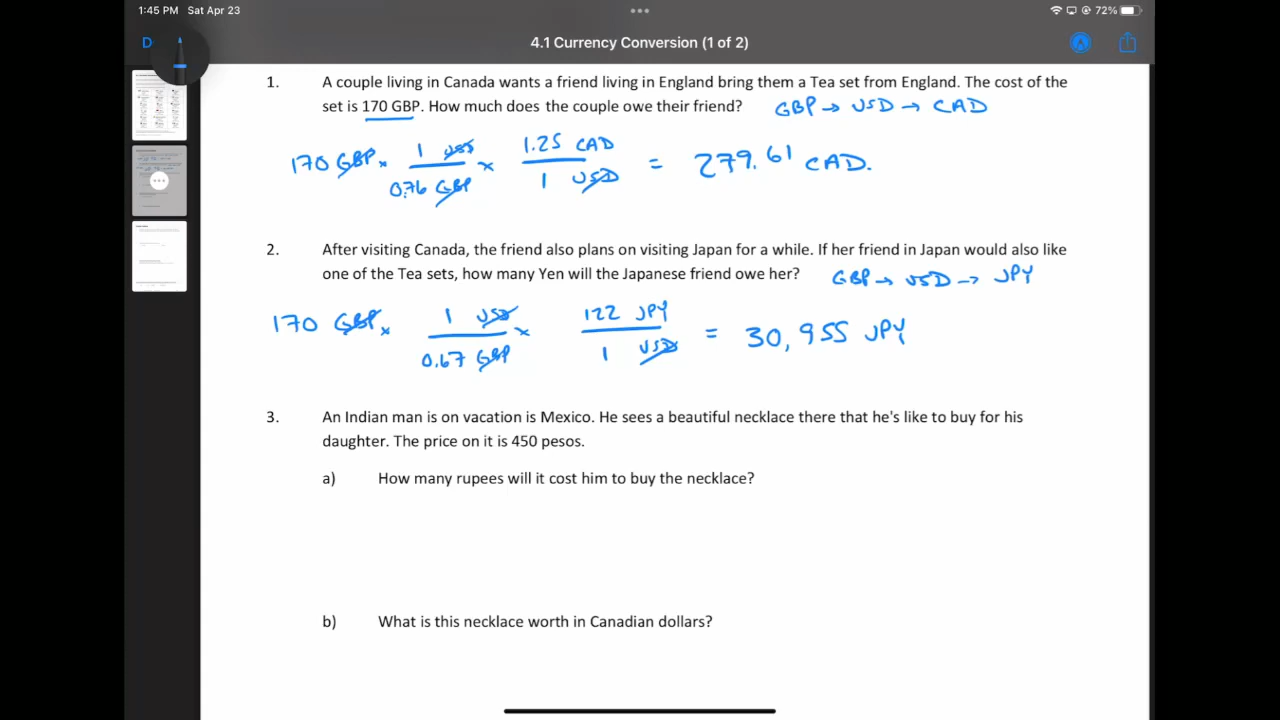 1:45 PM Sat Apr 23
72%
D
4.1 Currency Conversion (1 of 2)
1. A couple living in Canada wants a friend living in England bring them a Tea set from England. The cost of the
set is 170 GBP. How much does the couple owe their friend? GBP → USD → CAD
170 GBP x 1 USD / 0.76 GBP x 1.25 CAD / 1 USD = 279.61 CAD.
2. After visiting Canada, the friend also plans on visiting Japan for a while. If her friend in Japan would also like
one of the Tea sets, how many Yen will the Japanese friend owe her? GBP → USD → JPY
170 GBP x 1 USD / 0.67 GBP x 122 JPY / 1 USD = 30,955 JPY
3. An Indian man is on vacation is Mexico. He sees a beautiful necklace there that he's like to buy for his
daughter. The price on it is 450 pesos.
a) How many rupees will it cost him to buy the necklace?
b) What is this necklace worth in Canadian dollars?